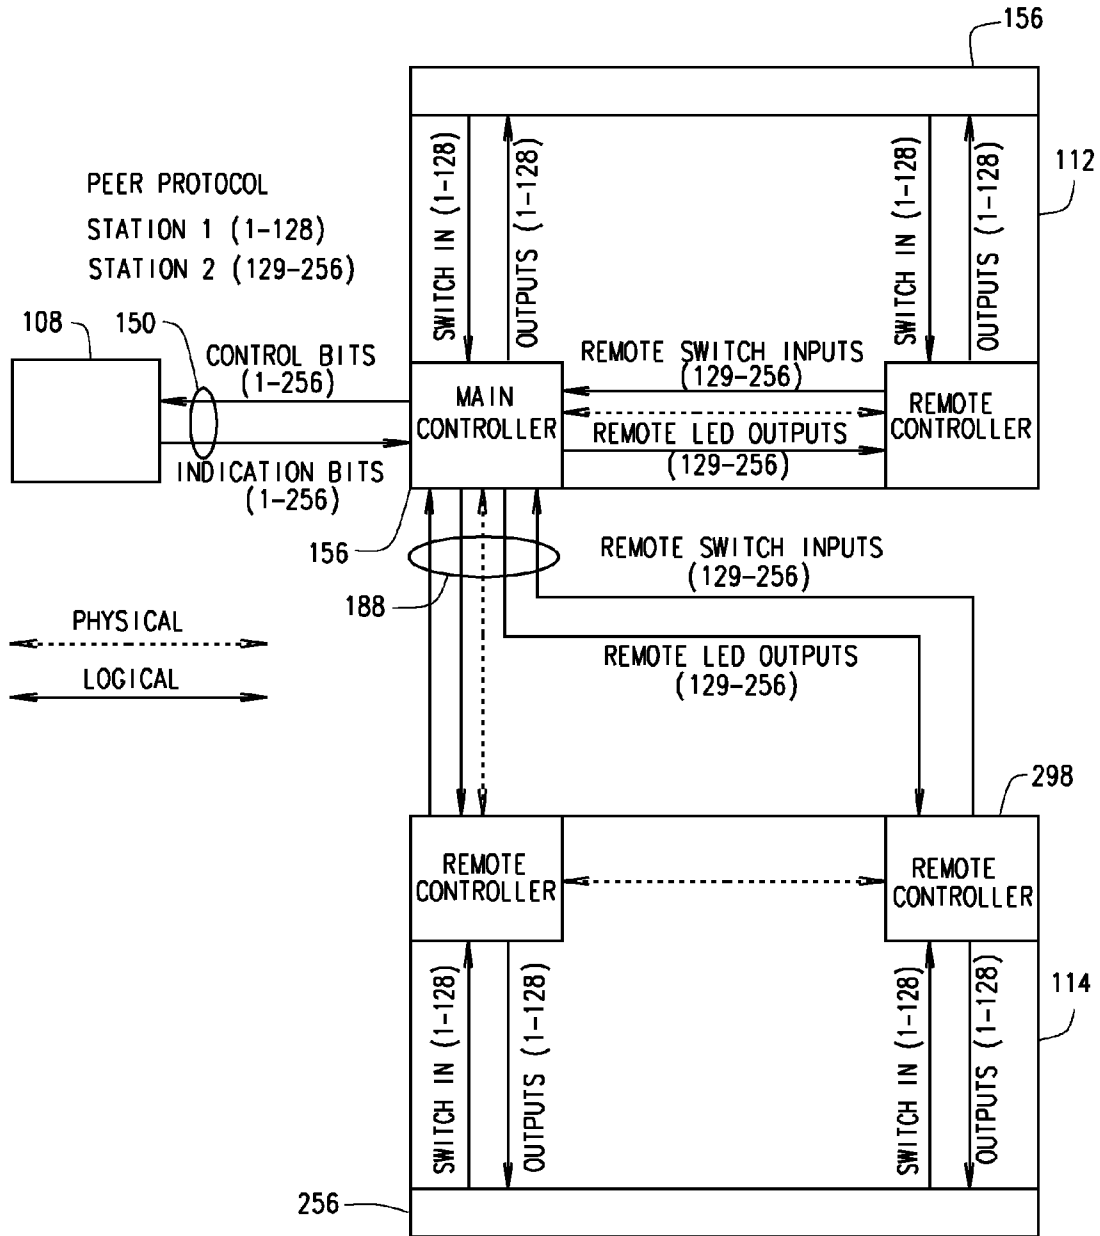 156
112
SWITCH IN (1-128)
OUTPUTS (1-128)
SWITCH IN (1-128)
OUTPUTS (1-128)
PEER PROTOCOL
STATION 1 (1-128)
STATION 2 (129-256)
108
150
CONTROL BITS
(1-256)
INDICATION BITS
(1-256)
MAIN
CONTROLLER
REMOTE SWITCH INPUTS
(129-256)
REMOTE LED OUTPUTS
(129-256)
REMOTE
CONTROLLER
156
188
REMOTE SWITCH INPUTS
(129-256)
PHYSICAL
LOGICAL
REMOTE LED OUTPUTS
(129-256)
298
REMOTE
CONTROLLER
REMOTE
CONTROLLER
114
SWITCH IN (1-128)
OUTPUTS (1-128)
SWITCH IN (1-128)
OUTPUTS (1-128)
256